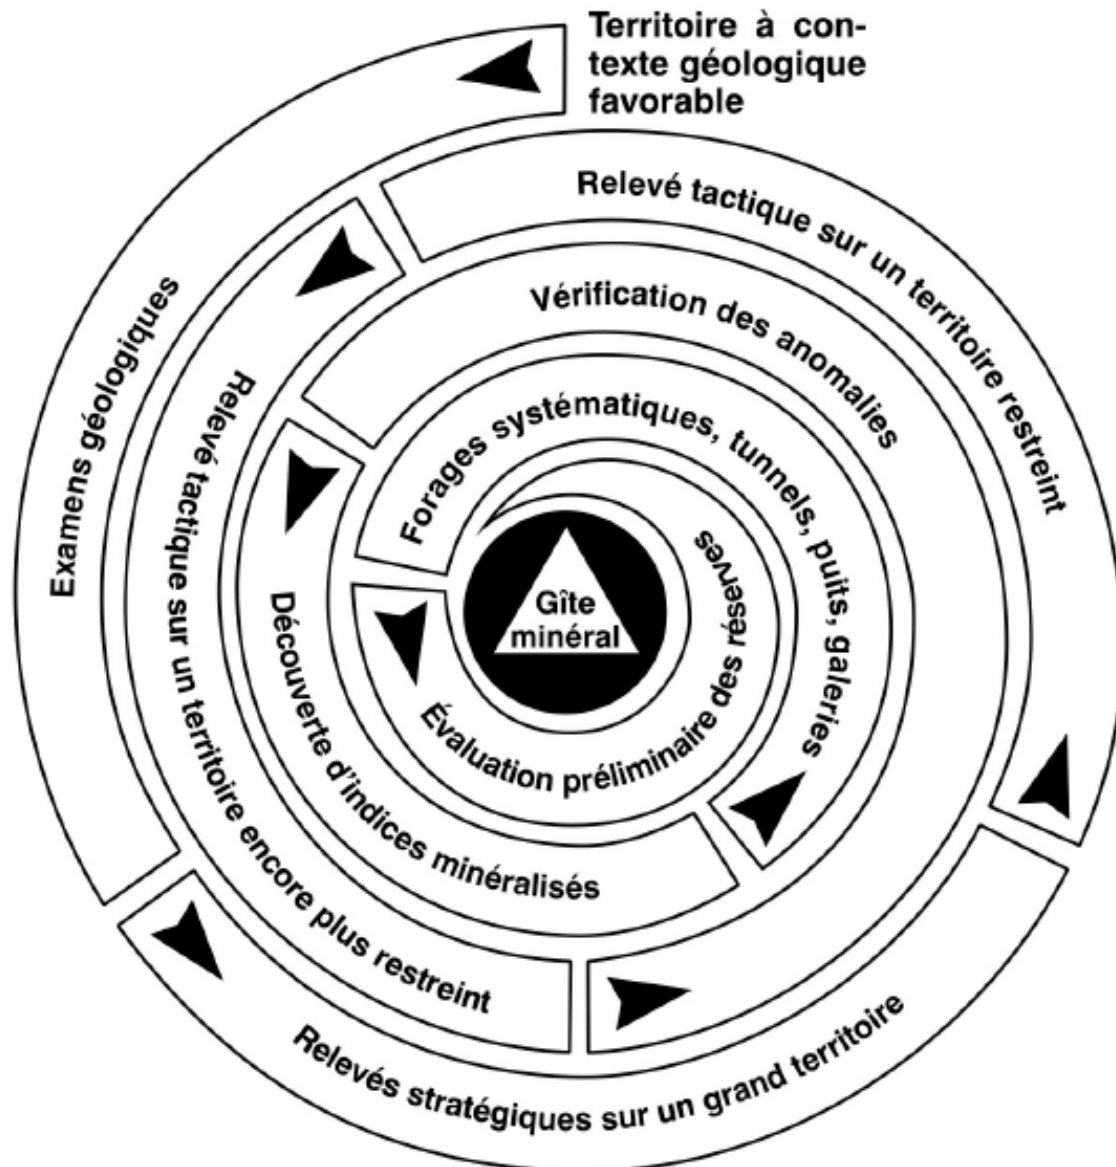 Territoire à con-
texte géologique
favorable
Examens géologiques
Relevés stratégiques sur un grand territoire
Relevé tactique sur un territoire restreint
Relevé tactique sur un territoire encore plus restreint
Vérification des anomalies
Découverte d'indices minéralisés
Forages systématiques, tunnels, puits, galeries
Évaluation préliminaire des réserves
Gîte
minéral